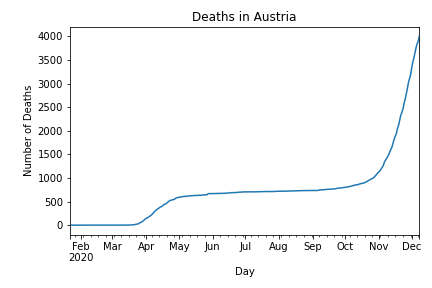 Deaths in Austria
Number of Deaths
4000
3500
3000
2500
2000
1500
1000
500
0
Feb Mar Apr May Jun Jul Aug Sep Oct Nov Dec
2020
Day